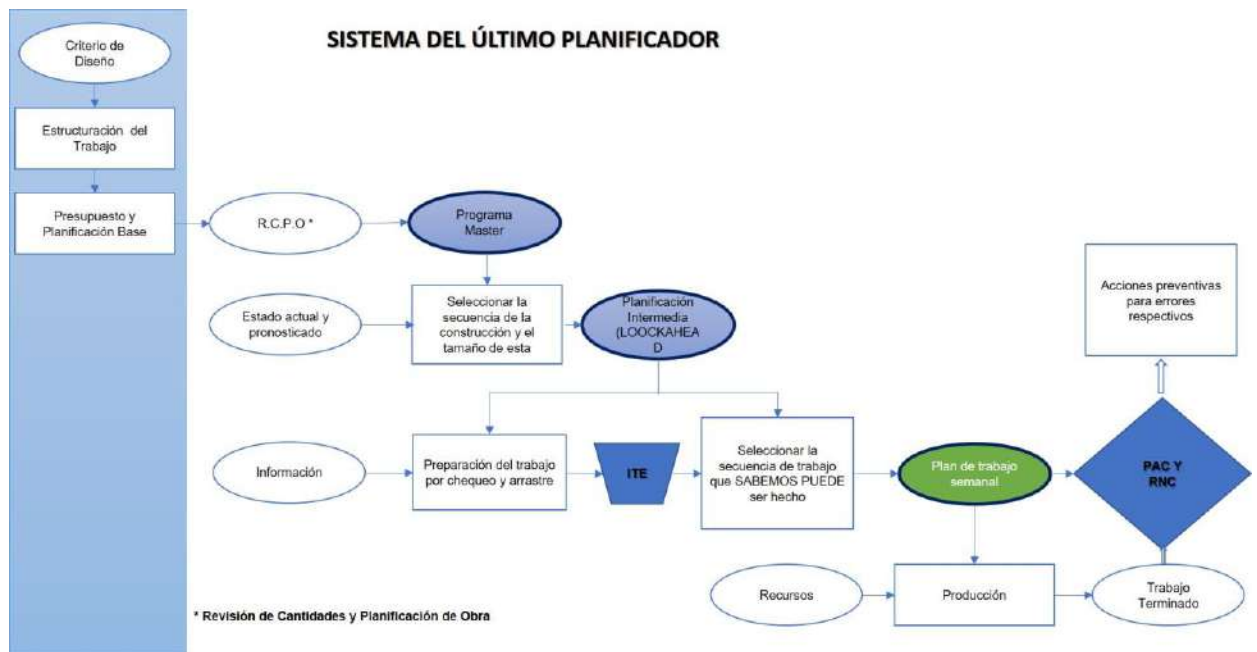 SISTEMA DEL ÚLTIMO PLANIFICADOR
Criterio de
Diseño
Estructuración del
Trabajo
Presupuesto y
Planificación Base
R.C.P.O *
Programa
Master
Estado actual y
pronosticado
Seleccionar la
secuencia de la
construcción y el
tamaño de esta
Planificación
Intermedia
(LOOCKAHEA
D
Acciones preventivas
para errores
respectivos
Información
Preparación del trabajo
por chequeo y arrastre
ITE
Seleccionar la
secuencia de trabajo
que SABEMOS PUEDE
ser hecho
Plan de trabajo
semanal
PAC Y
RNC
Recursos
Producción
Trabajo
Terminado
* Revisión de Cantidades y Planificación de Obra